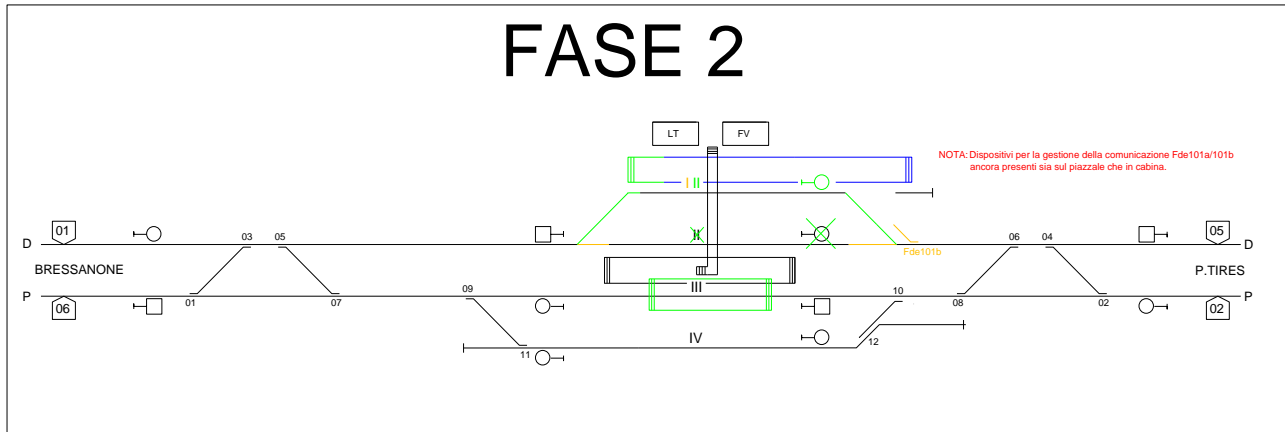 FASE 2
LT FV
NOTA: Dispositivi per la gestione della comunicazione Fde101a/101b
ancora presenti sia sul piazzale che in cabina.
I II
01 03 05 II 06 04 05
D D
Fde101b
BRESSANONE P.TIRES
III
P P
06 01 07 09 10 08 02 02
IV
11 12